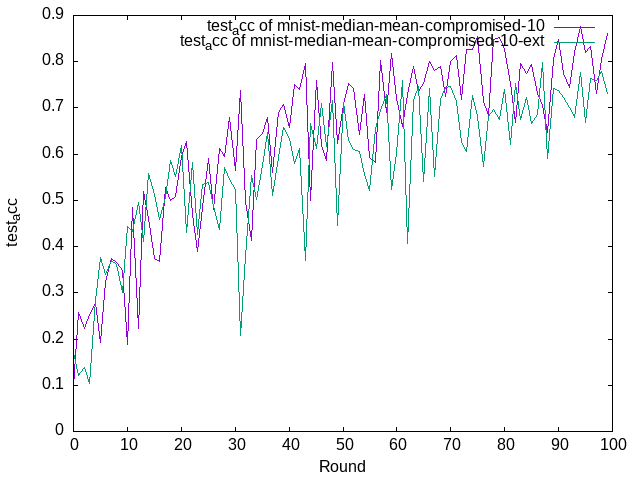 0.9
test_acc of mnist-median-mean-compromised-10
test_acc of mnist-median-mean-compromised-10-ext
0.8
0.7
0.6
0.5
test_acc
0.4
0.3
0.2
0.1
0
0 10 20 30 40 50 60 70 80 90 100
Round